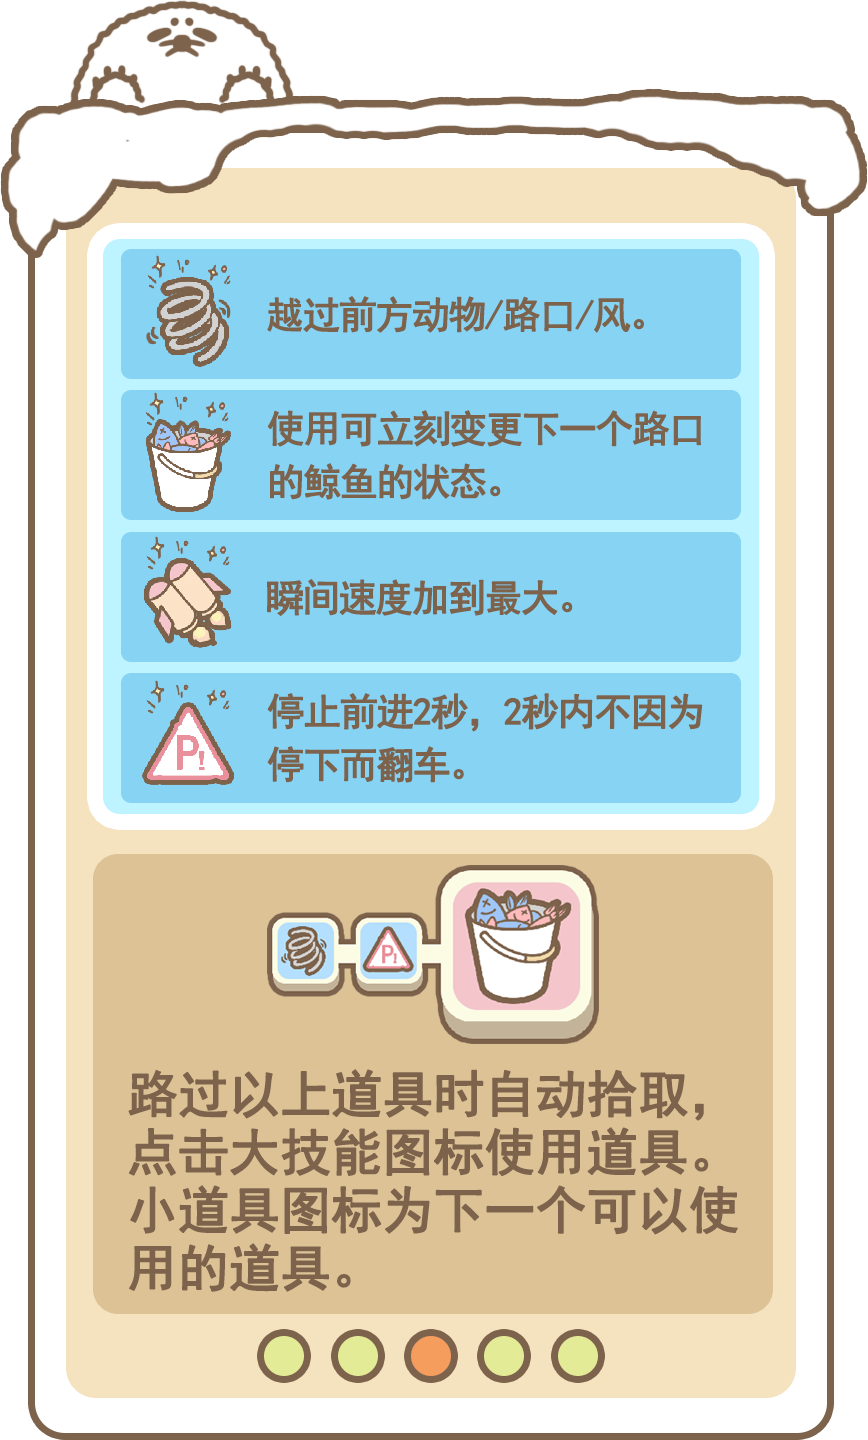 越过前方动物/路口/风。
使用可立刻变更下一个路口
的鲸鱼的状态。
瞬间速度加到最大。
停止前进2秒，2秒内不因为
停下而翻车。
P!
P!
路过以上道具时自动拾取，
点击大技能图标使用道具。
小道具图标为下一个可以使
用的道具。